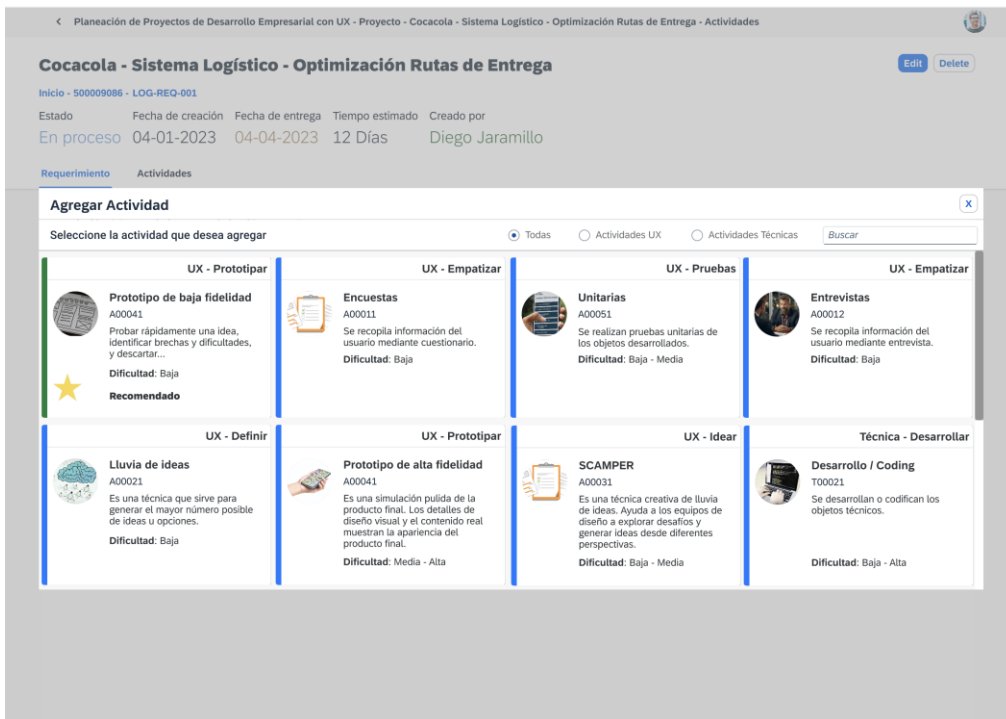 Planeación de Proyectos de Desarrollo Empresarial con UX - Proyecto - Cocacola - Sistema Logístico - Optimización Rutas de Entrega - Actividades
Cocacola - Sistema Logístico - Optimización Rutas de Entrega
Edit
Delete
Inicio - 500009086 - LOG-REQ-001
Estado
Fecha de creación
Fecha de entrega
Tiempo estimado
Creado por
En proceso
04-01-2023
04-04-2023
12 Días
Diego Jaramillo
Requerimiento
Actividades
Agregar Actividad
X
Seleccione la actividad que desea agregar
Todas
Actividades UX
Actividades Técnicas
Buscar
UX - Prototipar
Prototipo de baja fidelidad
A00041
Probar rápidamente una idea,
identificar brechas y dificultades,
y descartar...
Dificultad: Baja
Recomendado
UX - Empatizar
Encuestas
A00011
Se recopila información del
usuario mediante cuestionario.
Dificultad: Baja
UX - Pruebas
Unitarias
A00051
Se realizan pruebas unitarias de
los objetos desarrollados.
Dificultad: Baja - Media
UX - Empatizar
Entrevistas
A00012
Se recopila información del
usuario mediante entrevista.
Dificultad: Baja
UX - Definir
Lluvia de ideas
A00021
Es una técnica que sirve para
generar el mayor número posible
de ideas u opciones.
Dificultad: Baja
UX - Prototipar
Prototipo de alta fidelidad
A00041
Es una simulación pulida de la
producto final. Los detalles de
diseño visual y el contenido real
muestran la apariencia del
producto final.
Dificultad: Media - Alta
UX - Idear
SCAMPER
A00031
Es una técnica creativa de lluvia
de ideas. Ayuda a los equipos de
diseño a explorar desafíos y
generar ideas desde diferentes
perspectivas.
Dificultad: Baja - Media
Técnica - Desarrollar
Desarrollo / Coding
T00021
Se desarrollan o codifican los
objetos técnicos.
Dificultad: Baja - Alta